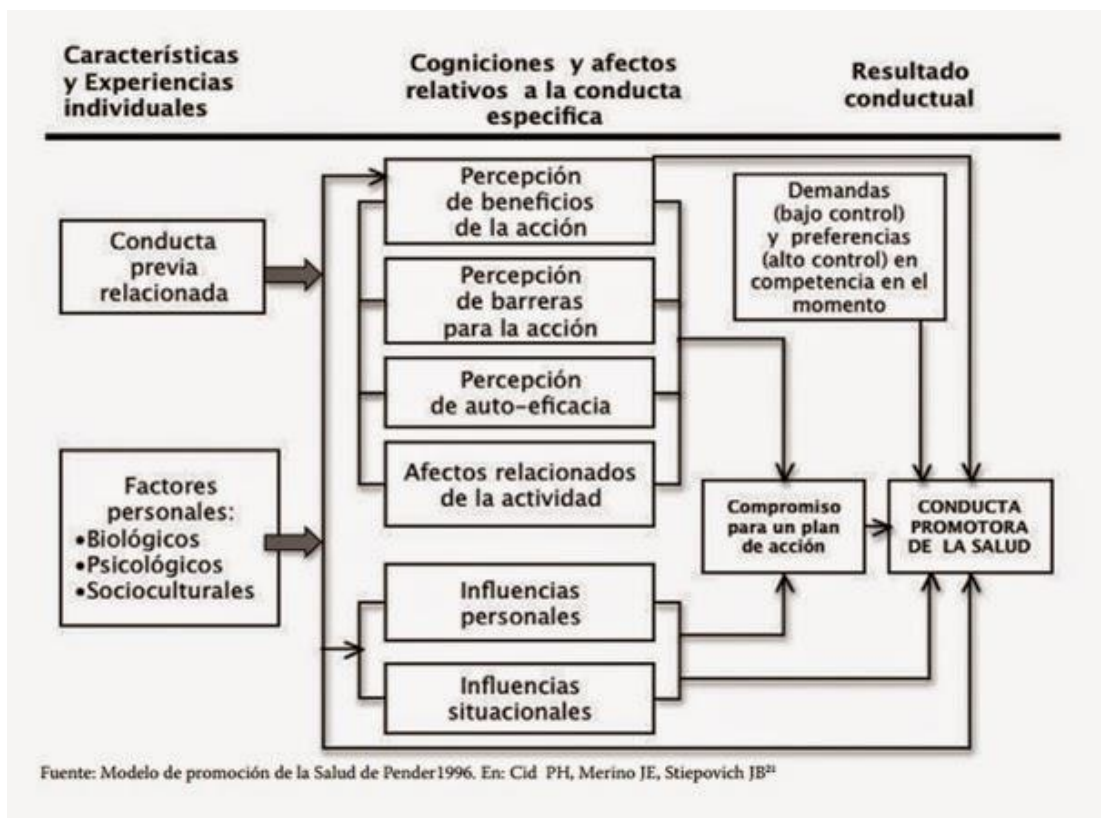 Características
y Experiencias
individuales
Cogniciones y afectos
relativos a la conducta
especifica
Resultado
conductual
Conducta
previa
relacionada
Factores
personales:
•Biológicos
•Psicológicos
•Socioculturales
Percepción
de beneficios
de la acción
Percepción
de barreras
para la acción
Percepción
de auto-eficacia
Afectos relacionados
de la actividad
Influencias
personales
Influencias
situacionales
Demandas
(bajo control)
y preferencias
(alto control) en
competencia en el
momento
Compromiso
para un plan
de acción
CONDUCTA
PROMOTORA
DE LA SALUD
Fuente: Modelo de promoción de la Salud de Pender1996. En: Cid PH, Merino JE, Stiepovich JB²¹